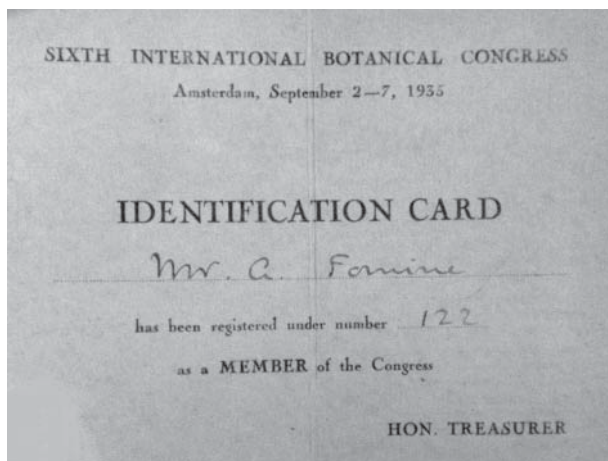 SIXTH INTERNATIONAL BOTANICAL CONGRESS
Amsterdam, September 2—7, 1935
IDENTIFICATION CARD
Mr. A. Fomine
has been registered under number 122
as a MEMBER of the Congress
HON. TREASURER